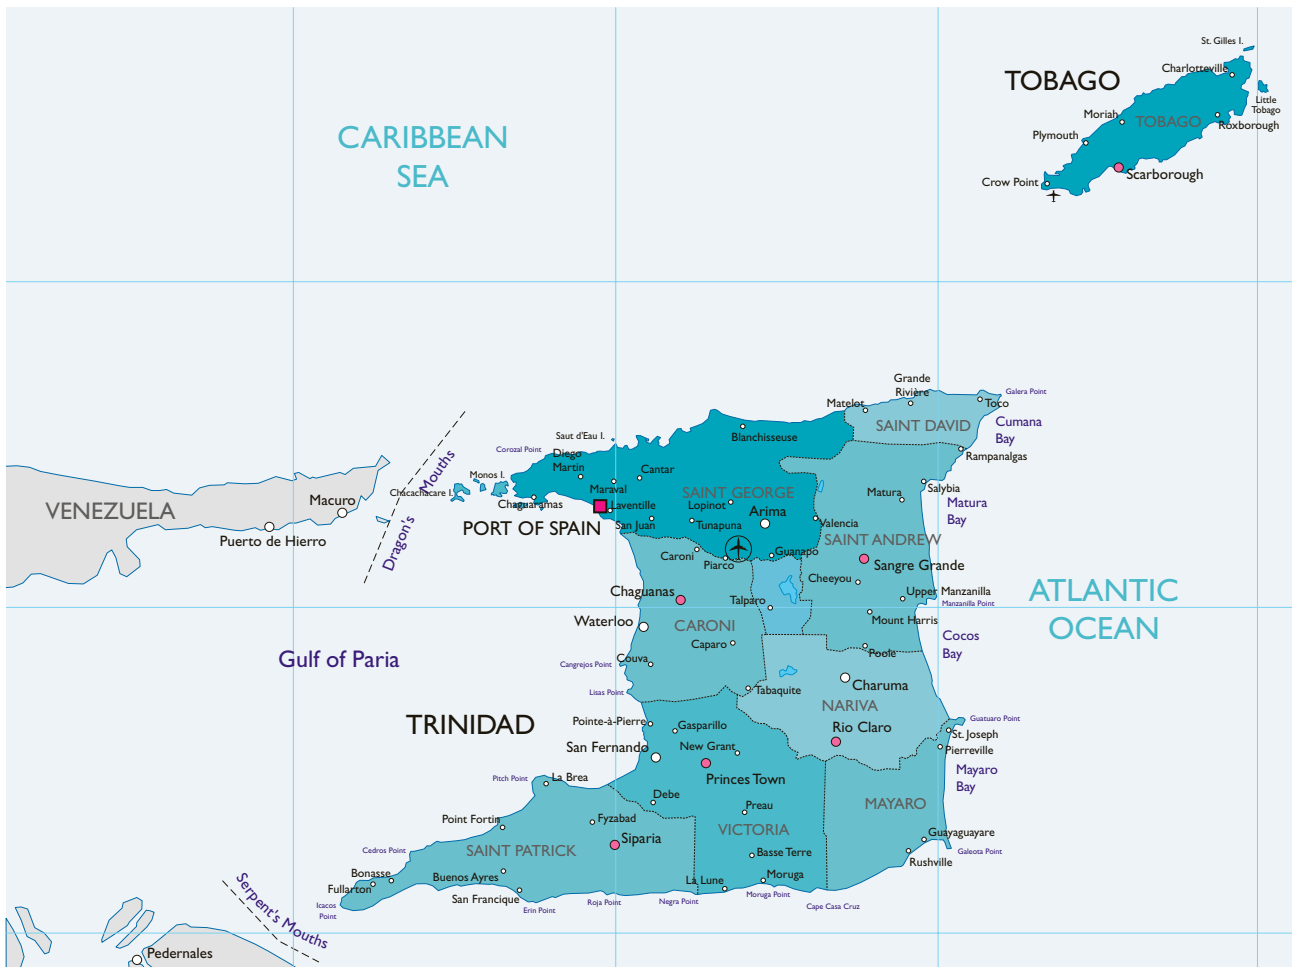 St. Gilles I.
TOBAGO
Charlotteville
Little
Tobago
Moriah
TOBAGO
Roxborough
Plymouth
Scarborough
Crow Point
CARIBBEAN
SEA
Grande
Rivière
Galera Point
Matelot
Toco
SAINT DAVID
Cumana
Bay
Blanchisseuse
Saut d'Eau I.
Corozal Point
Diego
Martin
Rampanalgas
Mouths
Monos I.
Cantar
Chacachacare I.
Maraval
SAINT GEORGE
Matura
Salybia
Macuro
VENEZUELA
Chaguaramas
Laventille
Lopinot
Arima
Matura
Bay
PORT OF SPAIN
San Juan
Tunapuna
Valencia
Puerto de Hierro
Dragon's
SAINT ANDREW
Caroni
Piarco
Guanapo
Sangre Grande
Cheeyou
Chaguanas
Talparo
Upper Manzanilla
Manzanilla Point
ATLANTIC
OCEAN
Waterloo
CARONI
Mount Harris
Caparo
Cocos
Bay
Poole
Gulf of Paria
Cangrejos Point
Couva
Charuma
Lisas Point
Tabaquite
NARIVA
TRINIDAD
Pointe-à-Pierre
Gasparillo
Rio Claro
Guatuaro Point
St. Joseph
San Fernando
New Grant
Pierreville
Pitch Point
La Brea
Princes Town
Mayaro
Bay
Debe
Preau
MAYARO
Point Fortin
Fyzabad
Siparia
VICTORIA
Guayaguayare
Cedros Point
SAINT PATRICK
Basse Terre
Galeota Point
Rushville
Bonasse
Fullarton
Buenos Ayres
La Lune
Moruga
San Francique
Icacos
Point
Erin Point
Roja Point
Negra Point
Moruga Point
Cape Casa Cruz
Serpent's Mouths
Pedernales